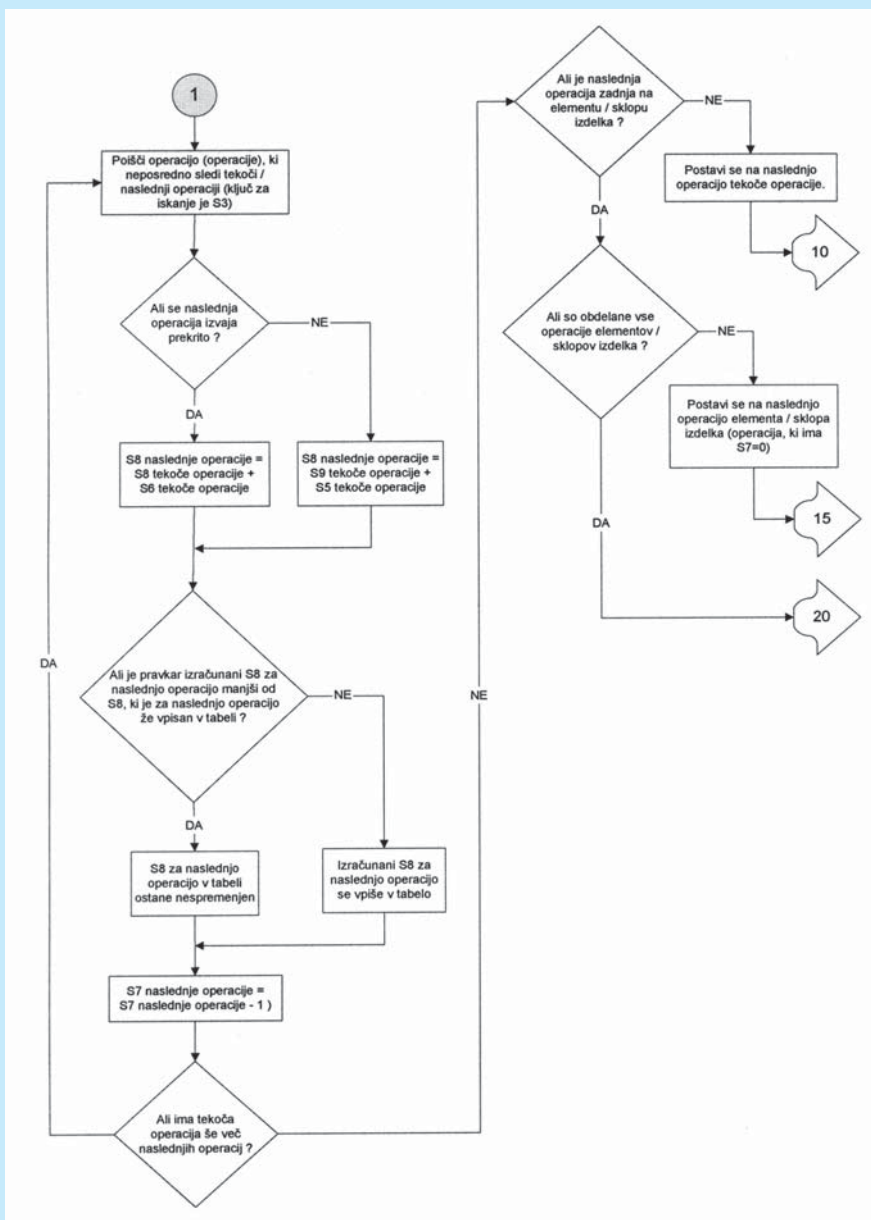 1
Poišči operacijo (operacije), ki
neposredno sledi tekoči /
naslednji operaciji (ključ za
iskanje je S3)
Ali se naslednja
operacija izvaja
prekrito ?
NE
DA
S8 naslednje operacije =
S8 tekoče operacije +
S6 tekoče operacije
S8 naslednje operacije =
S9 tekoče operacije +
S5 tekoče operacije
Ali je pravkar izračunani S8 za
naslednjo operacijo manjši od
S8, ki je za naslednjo operacijo
že vpisan v tabeli ?
NE
DA
S8 za naslednjo
operacijo v tabeli
ostane nespremenjen
Izračunani S8 za
naslednjo operacijo
se vpiše v tabelo
S7 naslednje operacije =
S7 naslednje operacije - 1 )
Ali ima tekoča
operacija še več
naslednjih operacij ?
DA
NE
Ali je naslednja
operacija zadnja na
elementu / sklopu
izdelka ?
NE
Postavi se na naslednjo
operacijo tekoče operacije.
10
DA
Ali so obdelane vse
operacije elementov /
sklopov izdelka ?
NE
Postavi se na naslednjo
operacijo elementa / sklopa
izdelka (operacija, ki ima
S7=0)
15
DA
20